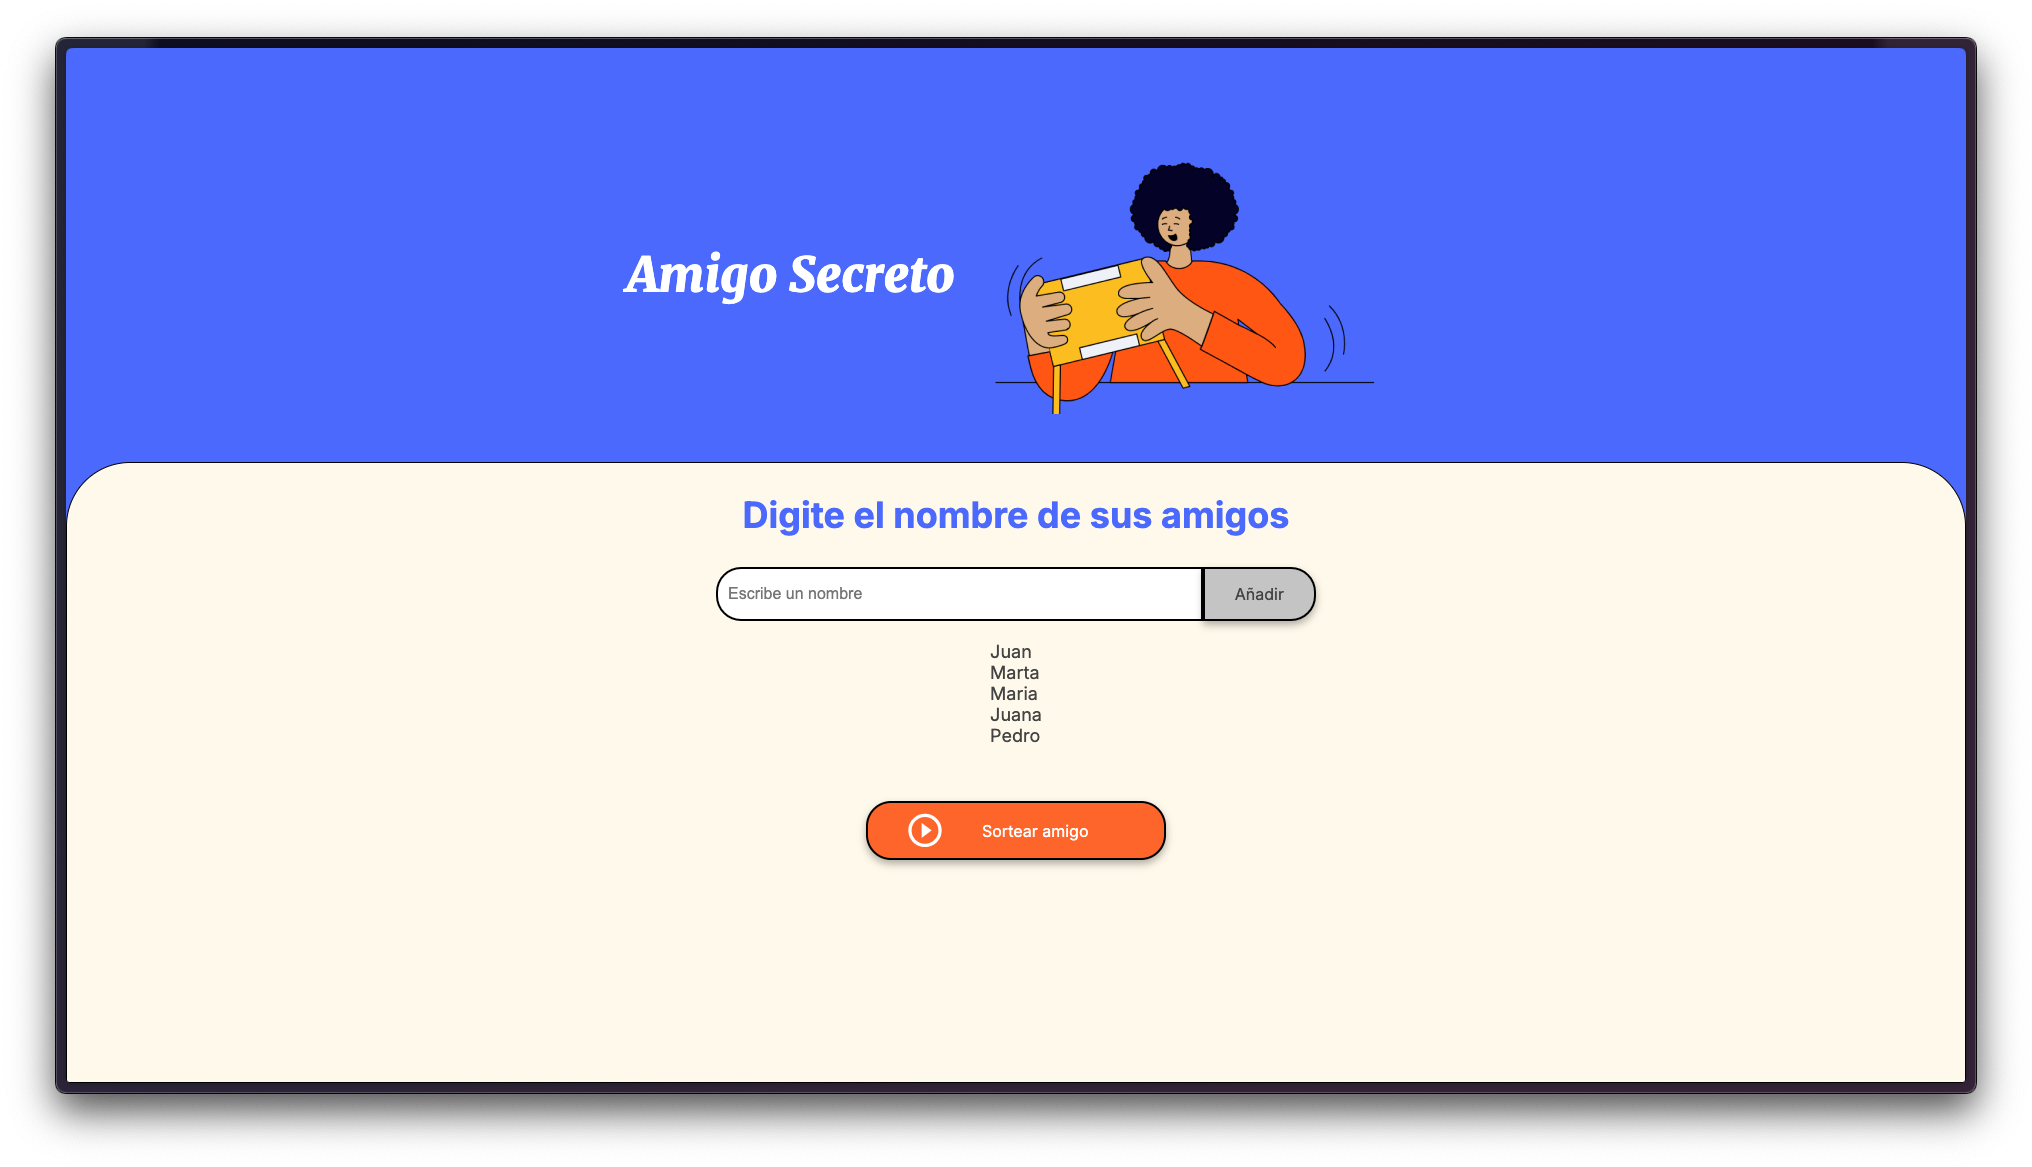 Amigo Secreto
Digite el nombre de sus amigos
Escribe un nombre
Añadir
Juan
Marta
Maria
Juana
Pedro
Sortear amigo